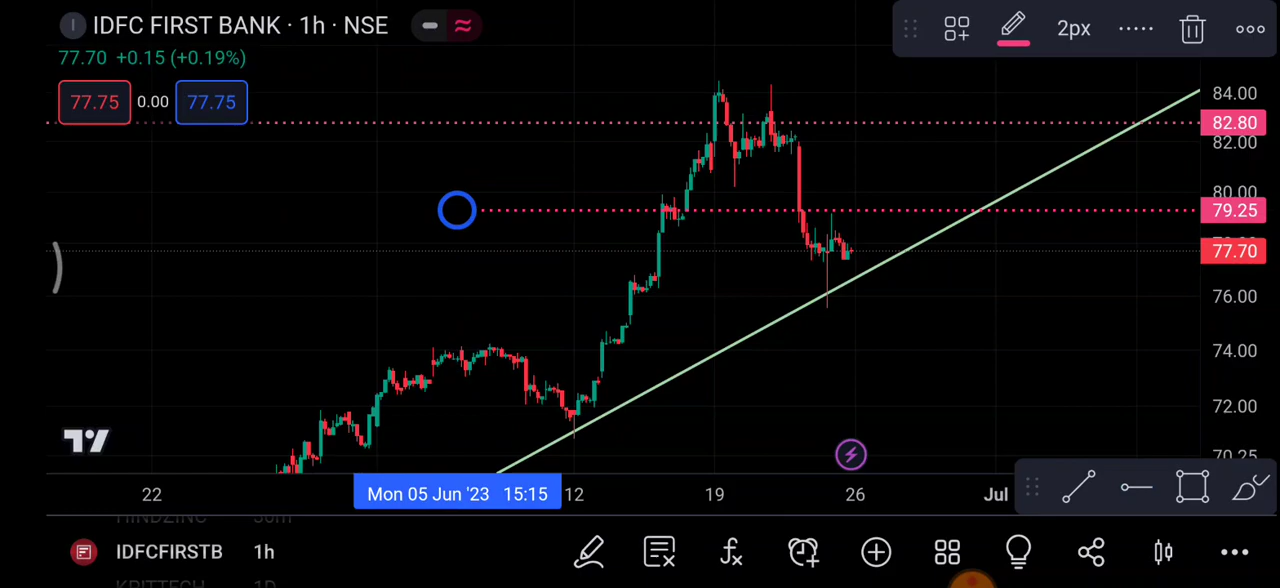 IDFC FIRST BANK · 1h · NSE
77.70 +0.15 (+0.19%)
77.75 0.00 77.75
2px
84.00
82.80
82.00
80.00
79.25
77.70
76.00
74.00
72.00
70.25
22 Mon 05 Jun '23 15:15 12 19 26 Jul
IDFCFIRSTB 1h